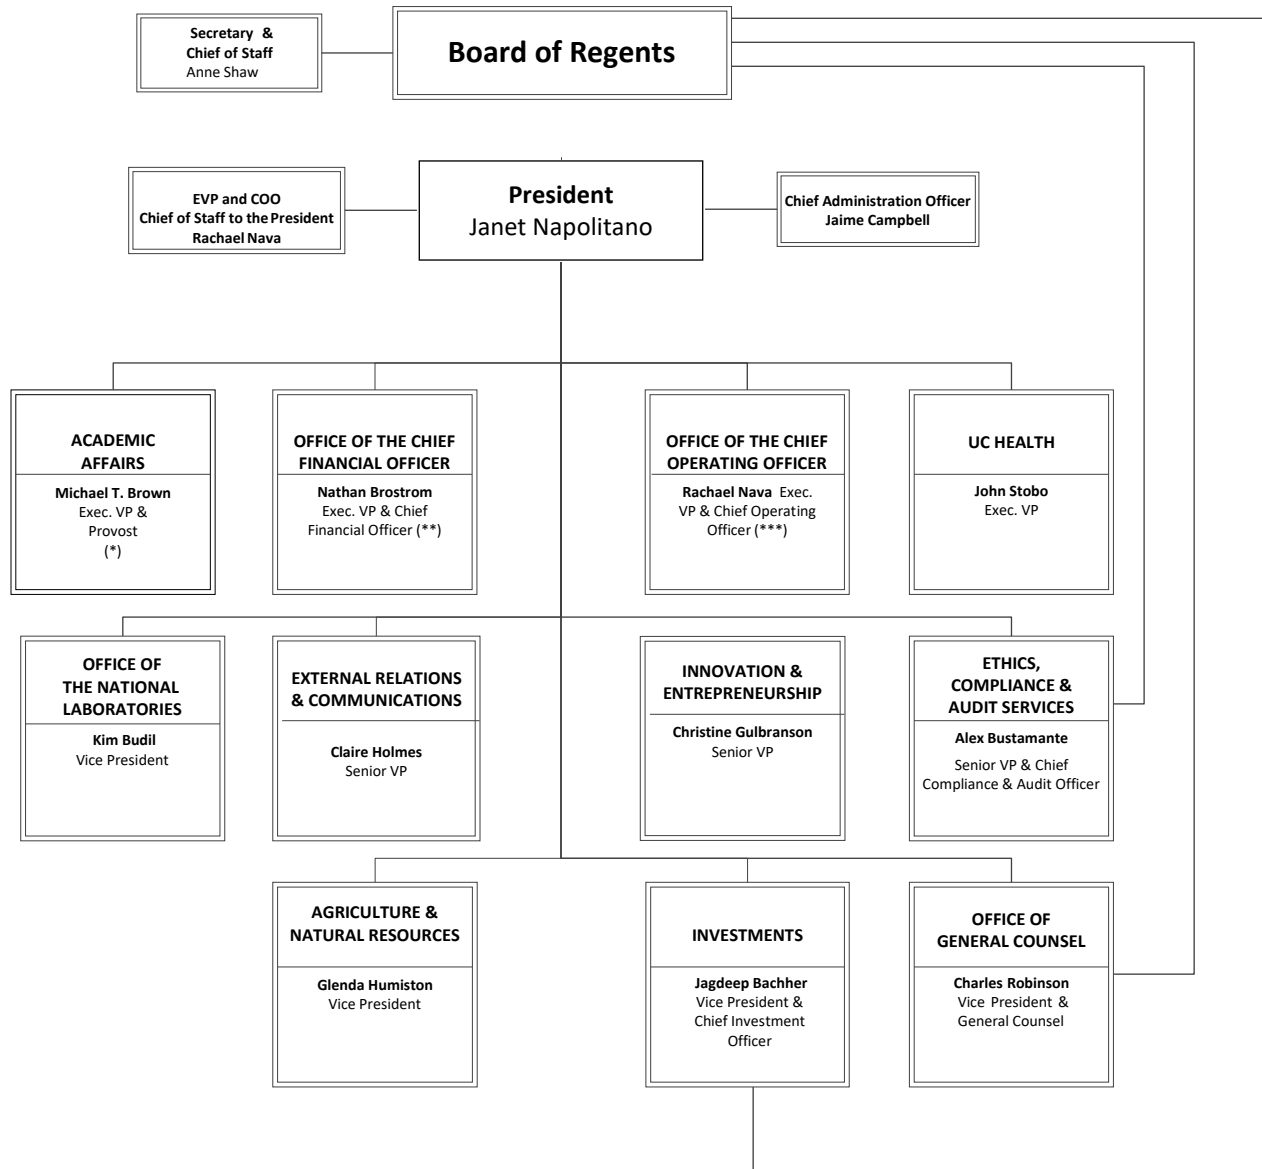 Secretary &
Chief of Staff
Anne Shaw
Board of Regents
EVP and COO
Chief of Staff to the President
Rachael Nava
President
Janet Napolitano
Chief Administration Officer
Jaime Campbell
ACADEMIC
AFFAIRS
Michael T. Brown
Exec. VP &
Provost
(*)
OFFICE OF THE CHIEF
FINANCIAL OFFICER
Nathan Brostrom
Exec. VP & Chief
Financial Officer (**)
OFFICE OF THE CHIEF
OPERATING OFFICER
Rachael Nava Exec.
VP & Chief Operating
Officer (***)
UC HEALTH
John Stobo
Exec. VP
OFFICE OF
THE NATIONAL
LABORATORIES
Kim Budil
Vice President
EXTERNAL RELATIONS
& COMMUNICATIONS
Claire Holmes
Senior VP
INNOVATION &
ENTREPRENEURSHIP
Christine Gulbranson
Senior VP
ETHICS,
COMPLIANCE &
AUDIT SERVICES
Alex Bustamante
Senior VP & Chief
Compliance & Audit Officer
AGRICULTURE &
NATURAL RESOURCES
Glenda Humiston
Vice President
INVESTMENTS
Jagdeep Bachher
Vice President &
Chief Investment
Officer
OFFICE OF
GENERAL COUNSEL
Charles Robinson
Vice President &
General Counsel